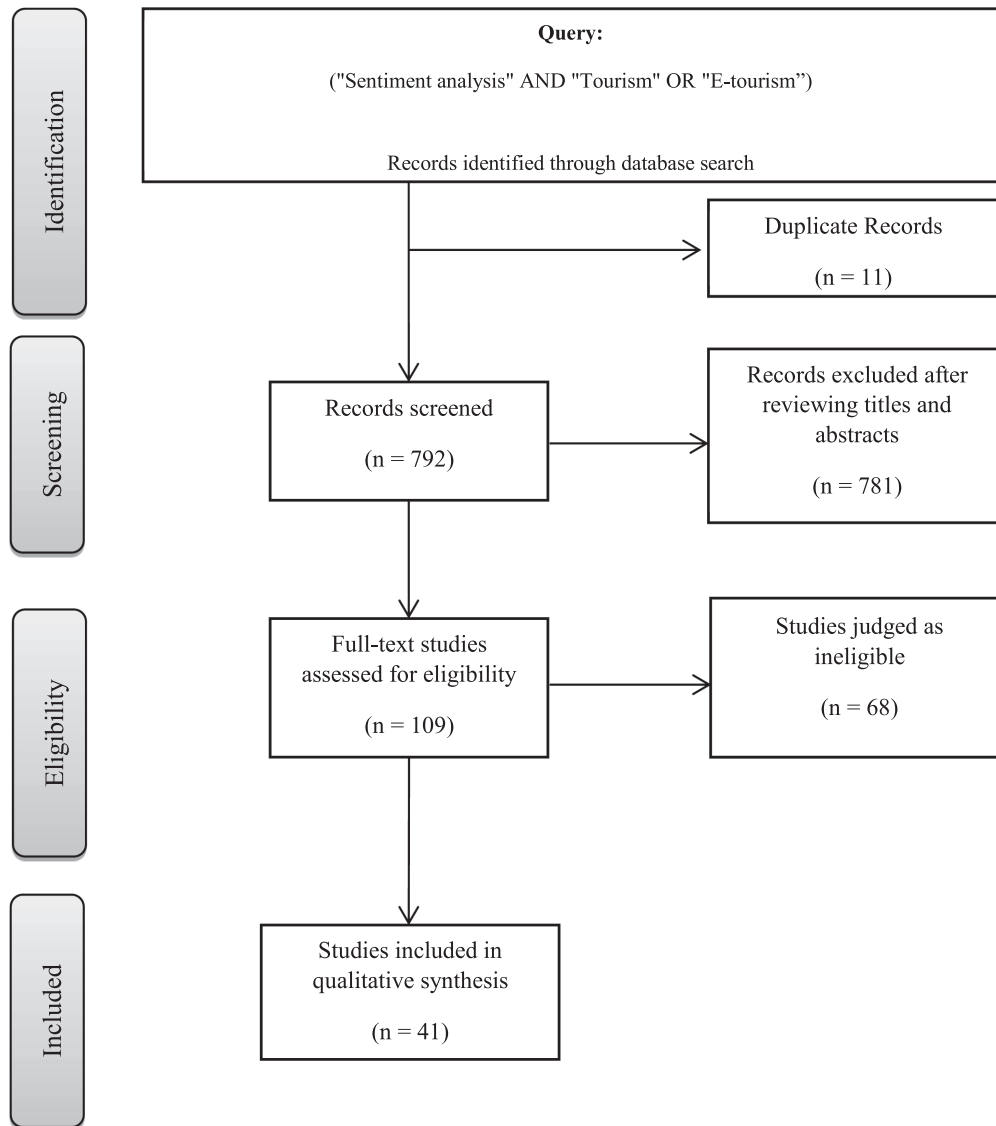 Identification
Query:
("Sentiment analysis" AND "Tourism" OR "E-tourism”)
Records identified through database search
Duplicate Records
(n = 11)
Screening
Records screened
(n = 792)
Records excluded after
reviewing titles and
abstracts
(n = 781)
Eligibility
Full-text studies
assessed for eligibility
(n = 109)
Studies judged as
ineligible
(n = 68)
Included
Studies included in
qualitative synthesis
(n = 41)